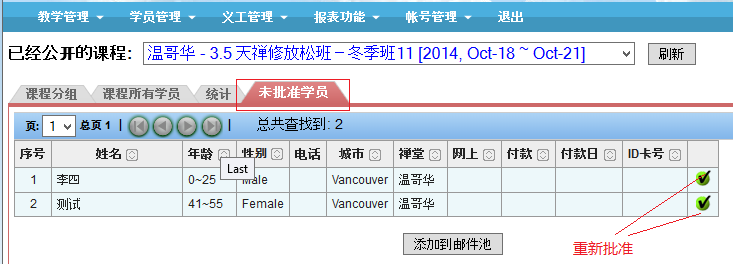 教学管理 学员管理 义工管理 报表功能 帐号管理 退出
已经公开的课程: 温哥华 - 3.5 天禅修放松班－冬季班11 [2014, Oct-18 ~ Oct-21] 刷新
课程分组 课程所有学员 统计 未批准学员
页: 1 总页 1 | | 总共查找到: 2
序号 姓名 年龄 性别 电话 城市 禅堂 网上 付款 付款日 ID卡号
Last
1 李四 0~25 Male Vancouver 温哥华
2 测试 41~55 Female Vancouver 温哥华
添加到邮件池
重新批准